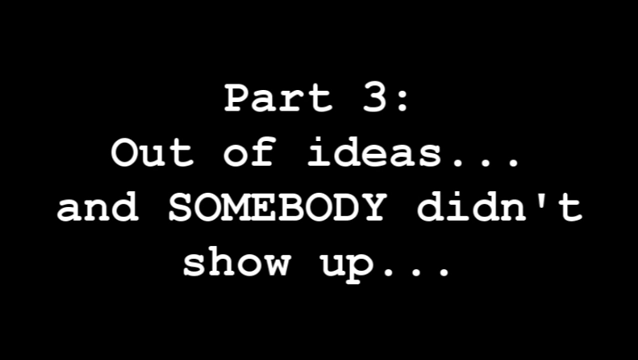 Part 3:
Out of ideas...
and SOMEBODY didn't
show up...